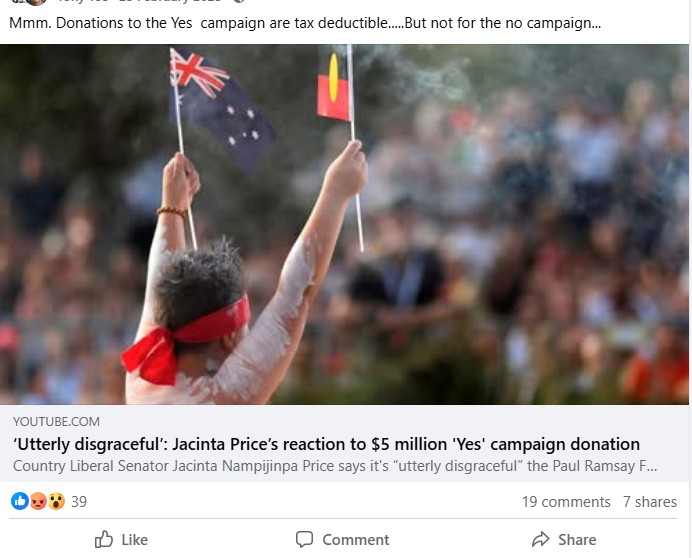 Mmm. Donations to the Yes campaign are tax deductible.....But not for the no campaign...
YOUTUBE.COM
‘Utterly disgraceful’: Jacinta Price’s reaction to $5 million 'Yes' campaign donation
Country Liberal Senator Jacinta Nampijinpa Price says it's “utterly disgraceful” the Paul Ramsay F...
39
19 comments 7 shares
Like Comment Share